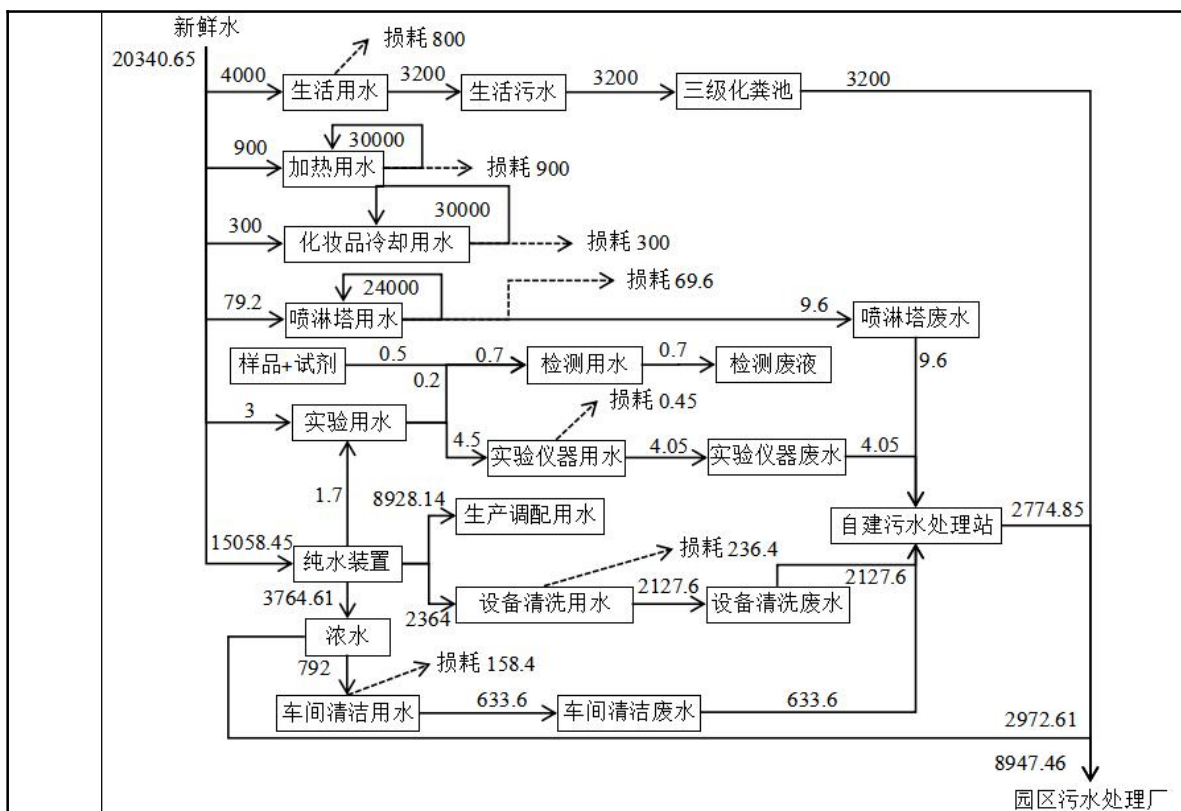 新鲜水
20340.65
损耗 800
4000
生活用水
3200
生活污水
3200
三级化粪池
3200
30000
900
加热用水
损耗 900
30000
300
化妆品冷却用水
损耗 300
24000
损耗 69.6
79.2
喷淋塔用水
9.6
喷淋塔废水
样品+试剂
0.5
0.7
检测用水
0.7
检测废液
9.6
0.2
损耗 0.45
3
实验用水
4.5
实验仪器用水
4.05
实验仪器废水
4.05
1.7
8928.14
生产调配用水
自建污水处理站
2774.85
15058.45
纯水装置
损耗 236.4
3764.61
2364
设备清洗用水
2127.6
设备清洗废水
2127.6
浓水
792
损耗 158.4
车间清洁用水
633.6
车间清洁废水
633.6
2972.61
8947.46
园区污水处理厂